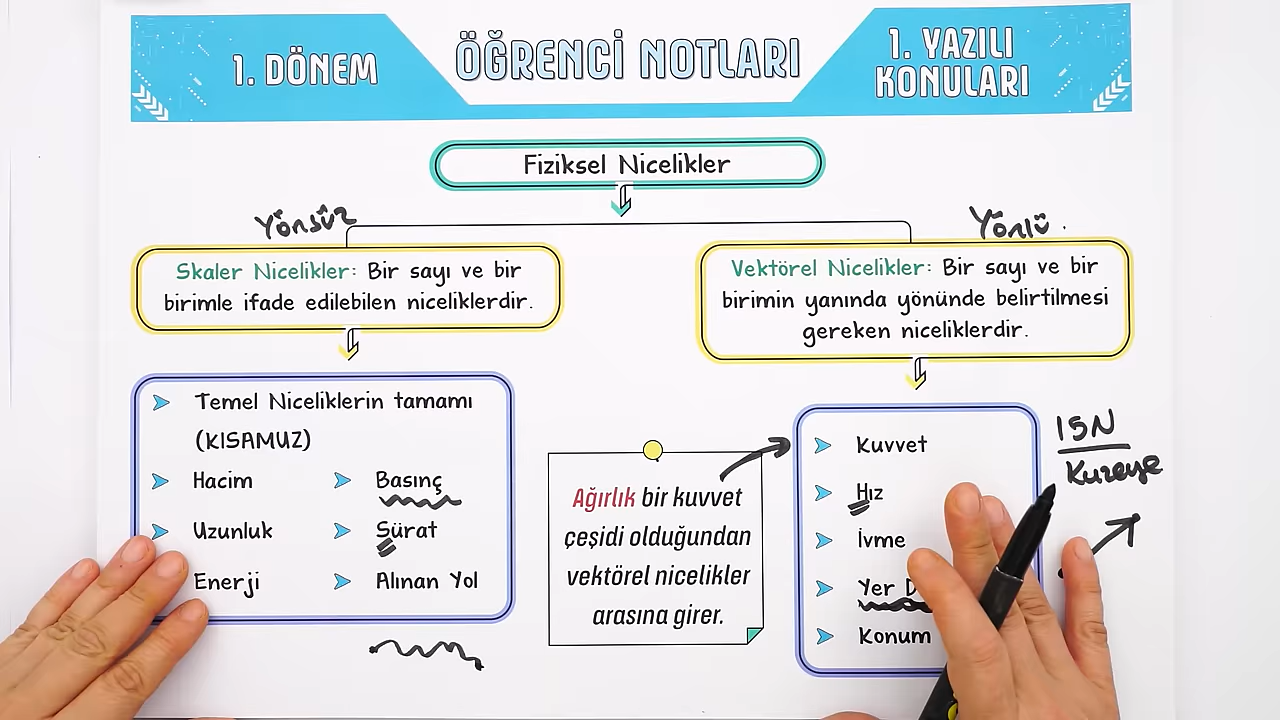 1. DÖNEM
ÖĞRENCİ NOTLARI
1. YAZILI
KONULARI
Fiziksel Nicelikler
Yönsüz
Yönlü
Skaler Nicelikler: Bir sayı ve bir
birimle ifade edilebilen niceliklerdir.
Vektörel Nicelikler: Bir sayı ve bir
birimin yanında yönünde belirtilmesi
gereken niceliklerdir.
Temel Niceliklerin tamamı
(KISAMUZ)
Hacim
Basınç
Uzunluk
Sürat
Enerji
Alınan Yol
Ağırlık bir kuvvet
çeşidi olduğundan
vektörel nicelikler
arasına girer.
Kuvvet
Hız
İvme
Yer D
Konum
15N
Kuzeye